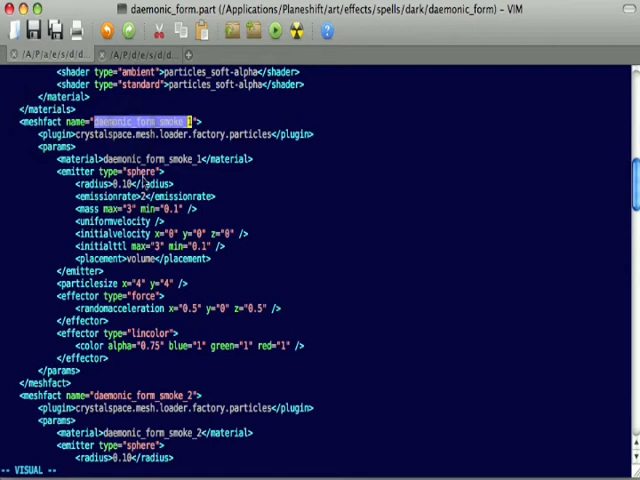 daemonic_form.part (/Applications/Planeshift/art/effects/spells/dark/daemonic_form) - VIM
/A/P/a/e/s/d/d...
/A/P/d/e/s/d/d...
<shader type="ambient">particles_soft-alpha</shader>
<shader type="standard">particles_soft-alpha</shader>
</material>
</materials>
<meshfact name="daemonic_form_smoke_1">
<plugin>crystalspace.mesh.loader.factory.particles</plugin>
<params>
<material>daemonic_form_smoke_1</material>
<emitter type="sphere">
<radius>0.10</radius>
<emissionrate>2</emissionrate>
<mass max="3" min="0.1" />
<uniformvelocity />
<initialvelocity x="0" y="0" z="0" />
<initialttl max="3" min="0.1" />
<placement>volume</placement>
</emitter>
<particlesize x="4" y="4" />
<effector type="force">
<randomacceleration x="0.5" y="0" z="0.5" />
</effector>
<effector type="lincolor">
<color alpha="0.75" blue="1" green="1" red="1" />
</effector>
</params>
</meshfact>
<meshfact name="daemonic_form_smoke_2">
<plugin>crystalspace.mesh.loader.factory.particles</plugin>
<params>
<material>daemonic_form_smoke_2</material>
<emitter type="sphere">
<radius>0.10</radius>
-- VISUAL --